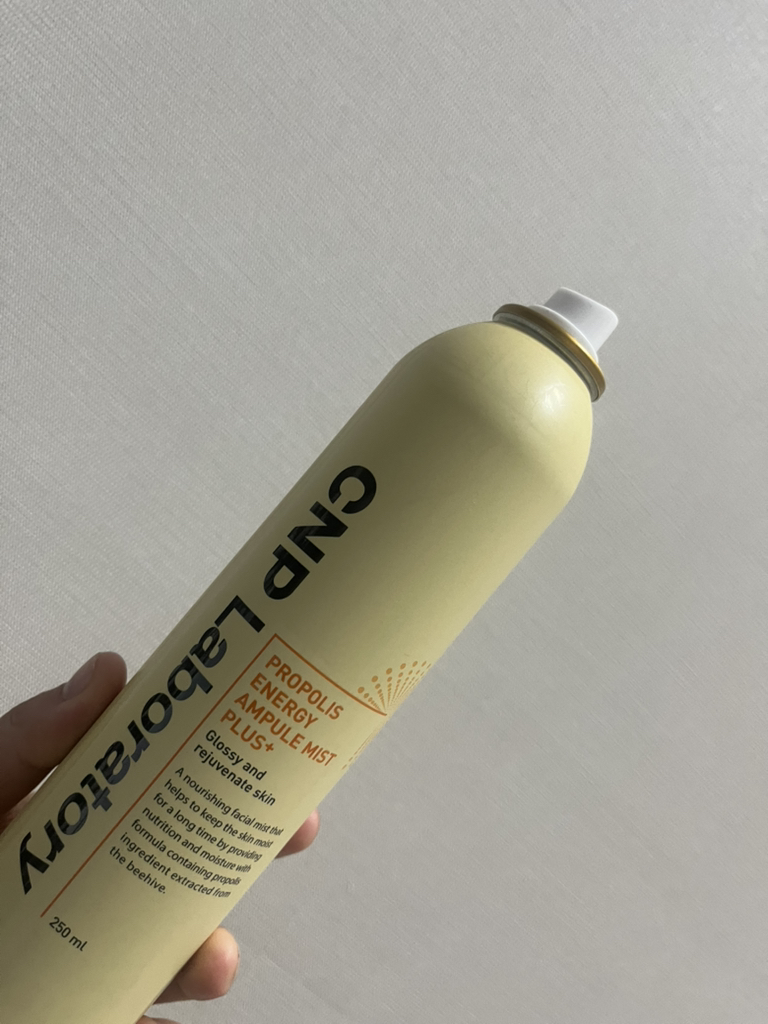 CNP Laboratory
PROPOLIS
ENERGY
AMPULE MIST
PLUS+
Glossy and
rejuvenate skin
A nourishing facial mist that
helps to keep the skin moist
for a long time by providing
nutrition and moisture with
formula containing propolis
ingredient extracted from
the beehive.
250 ml